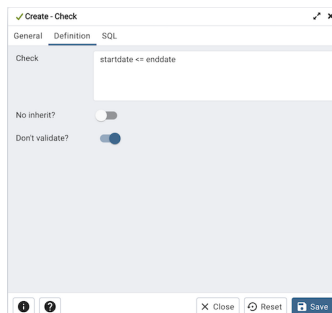 Create - Check
General Definition SQL
Check startdate <= enddate
No inherit?
Don't validate?
Close Reset Save